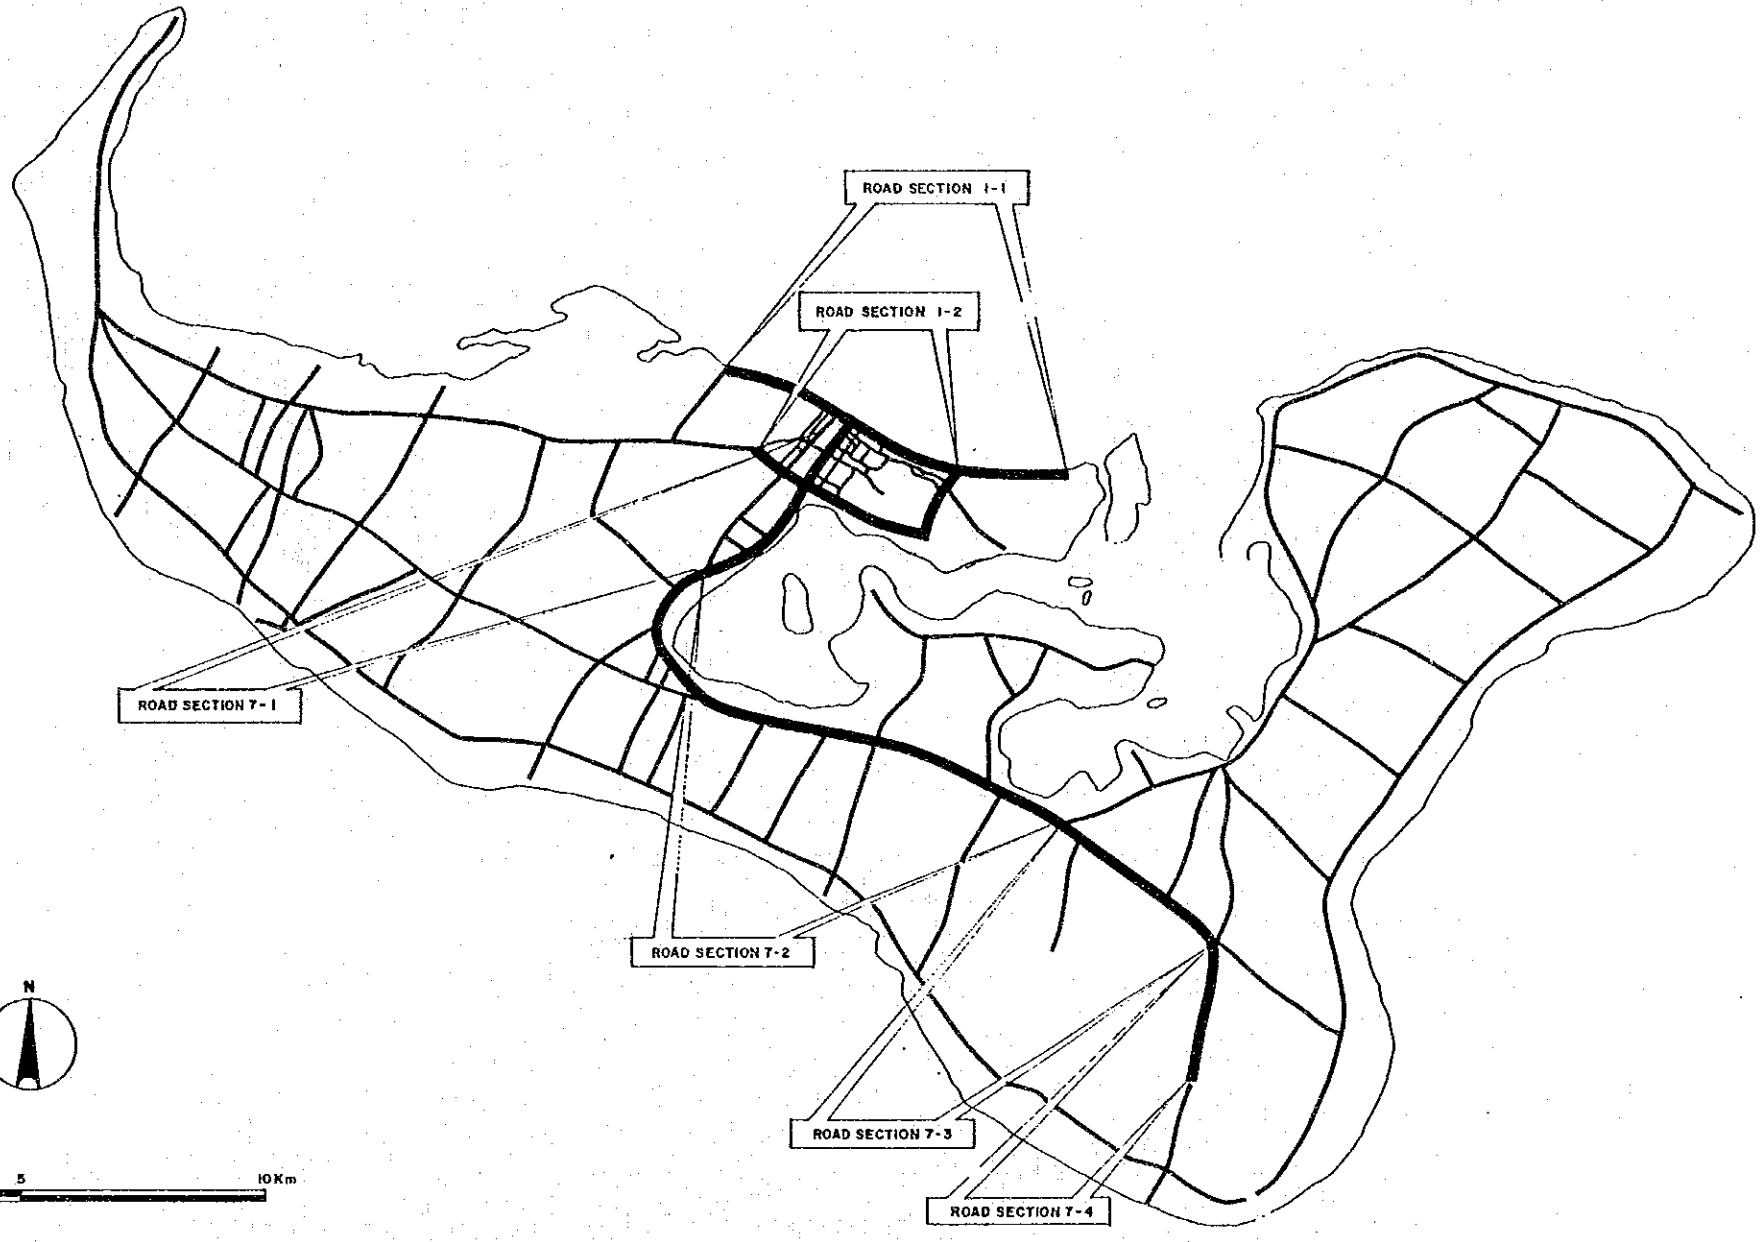 ROAD SECTION 1-1
ROAD SECTION 1-2
ROAD SECTION 7-1
ROAD SECTION 7-2
N
ROAD SECTION 7-3
5 10Km
ROAD SECTION 7-4